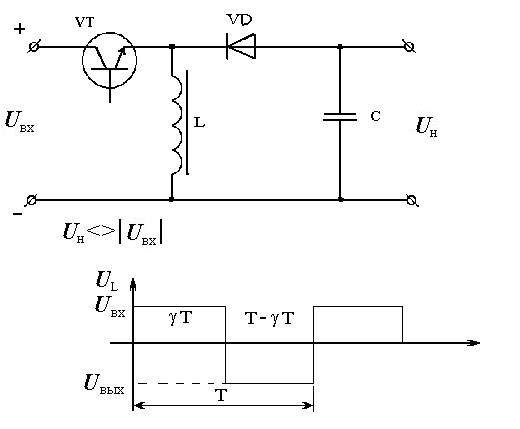 VT
VD
+
U вх
L
C
U н
-
U н <> | U вх |
U L
U вх
γT
T - γT
U вых
T